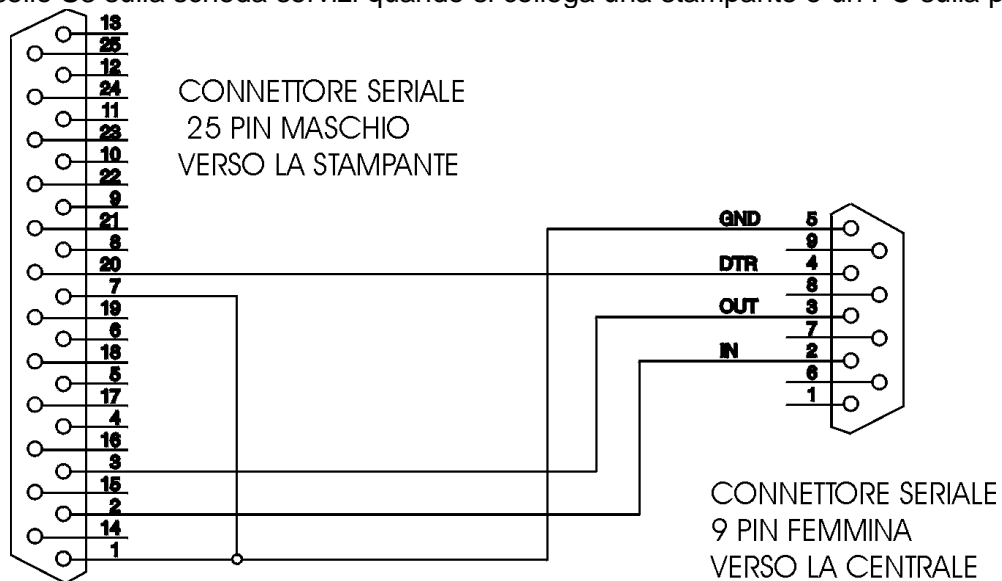 sulla scheda servizi quando si collega una stampante o un PC sulla
13
25
12
24
11
23
10
22
9
21
8
20
7
19
6
18
5
17
4
16
3
15
2
14
1
CONNETTORE SERIALE
25 PIN MASCHIO
VERSO LA STAMPANTE
GND 5
9
DTR 4
8
OUT 3
7
IN 2
6
1
CONNETTORE SERIALE
9 PIN FEMMINA
VERSO LA CENTRALE